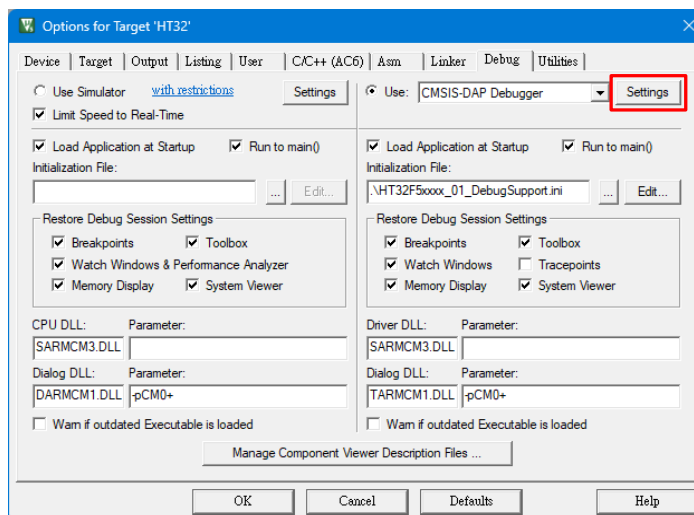 Options for Target 'HT32'
Device | Target | Output | Listing | User | C/C++ (AC6) | Asm | Linker | Debug | Utilities
Use Simulator with restrictions Settings
Use: CMSIS-DAP Debugger Settings
Limit Speed to Real-Time
Load Application at Startup Run to main()
Initialization File:
... Edit...
Load Application at Startup Run to main()
Initialization File:
.\HT32F5xxxx_01_DebugSupport.ini ... Edit...
Restore Debug Session Settings
Breakpoints Toolbox
Watch Windows & Performance Analyzer
Memory Display System Viewer
Restore Debug Session Settings
Breakpoints Toolbox
Watch Windows Tracepoints
Memory Display System Viewer
CPU DLL: Parameter:
SARMCM3.DLL
Dialog DLL: Parameter:
DARMCM1.DLL -pCM0+
Warn if outdated Executable is loaded
Driver DLL: Parameter:
SARMCM3.DLL
Dialog DLL: Parameter:
TARMCM1.DLL -pCM0+
Warn if outdated Executable is loaded
Manage Component Viewer Description Files ...
OK Cancel Defaults Help